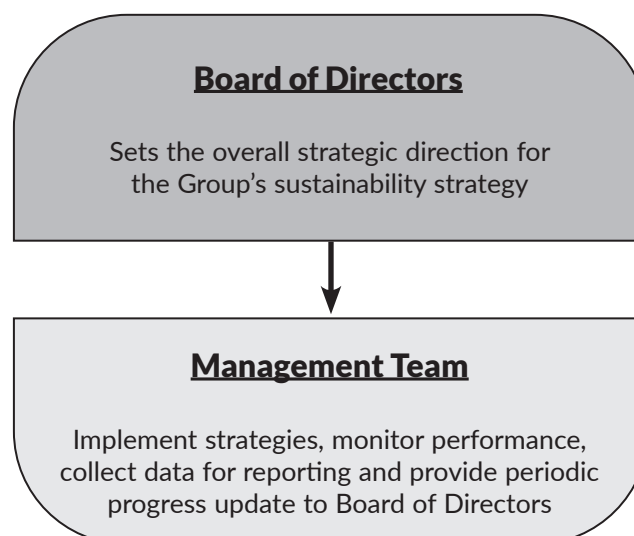 Board of Directors
Sets the overall strategic direction for
the Group’s sustainability strategy
Management Team
Implement strategies, monitor performance,
collect data for reporting and provide periodic
progress update to Board of Directors